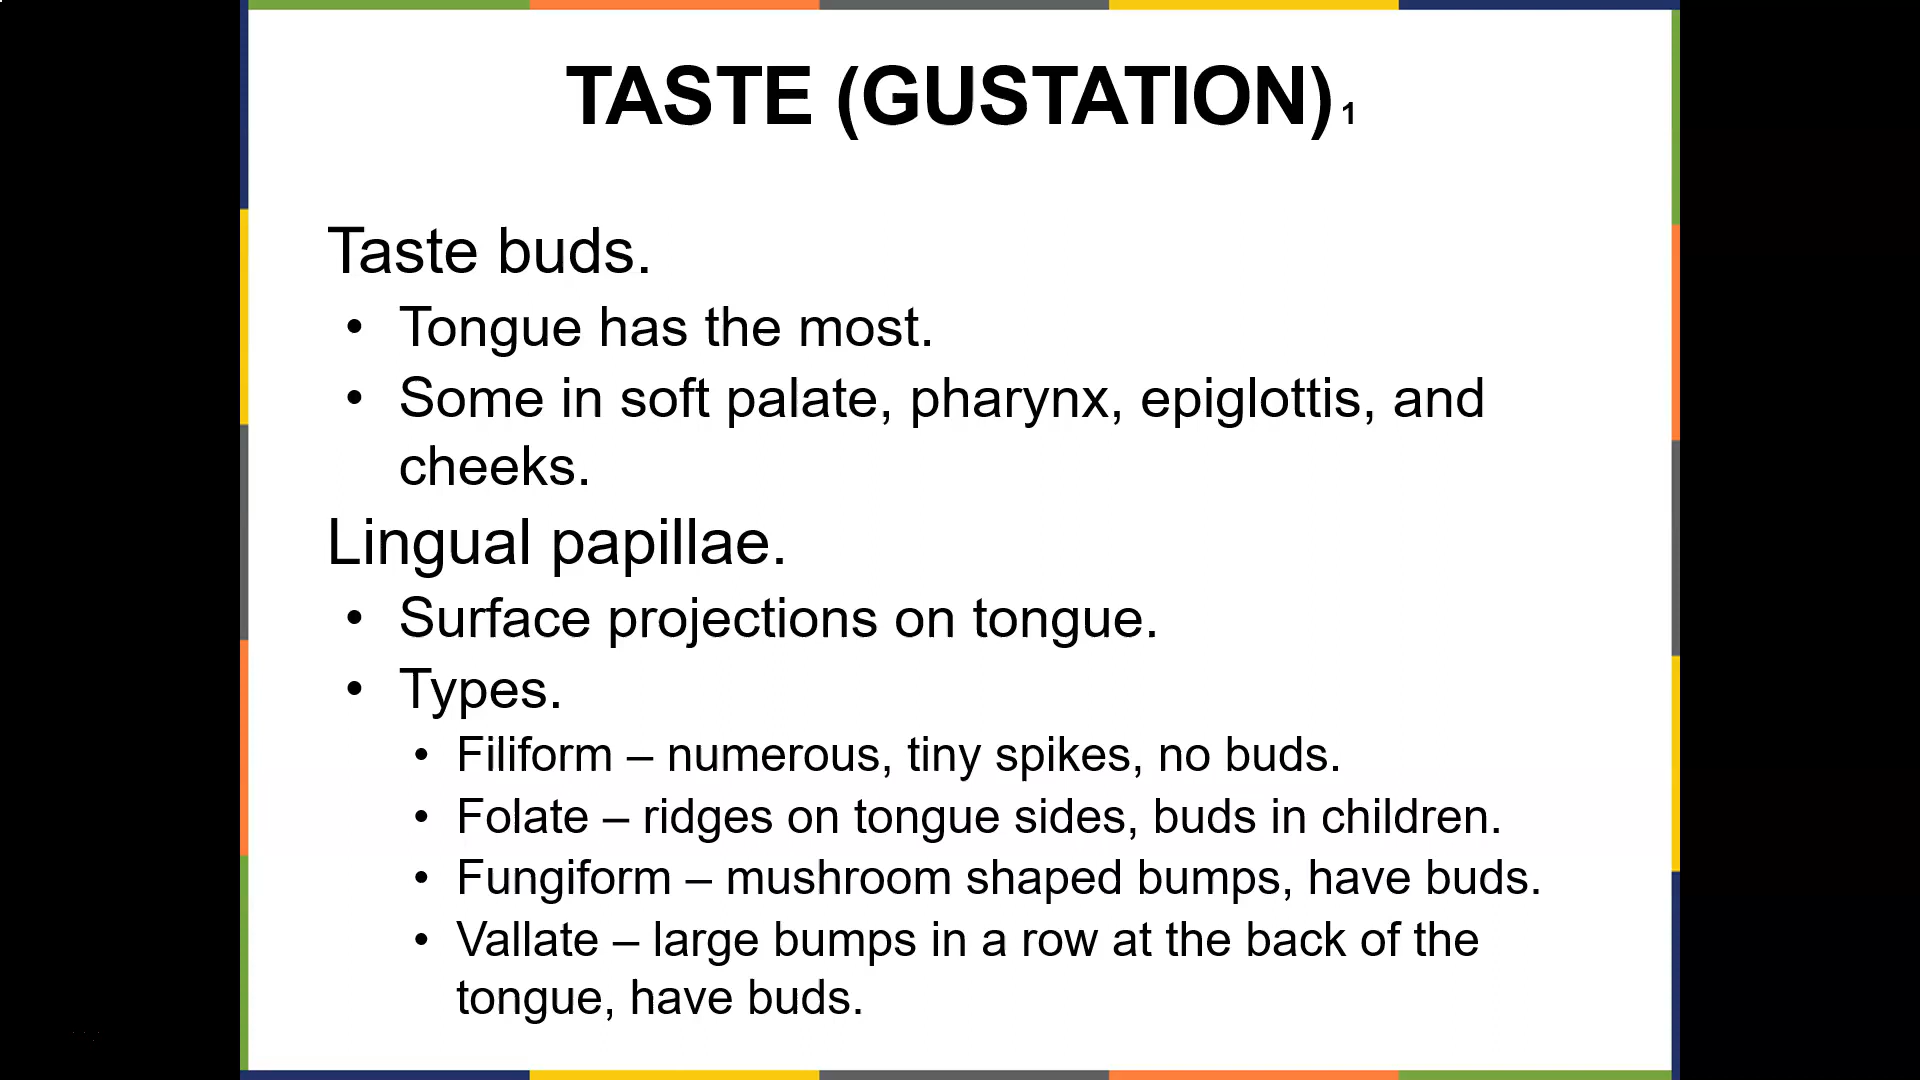 TASTE (GUSTATION) 1
Taste buds.
• Tongue has the most.
• Some in soft palate, pharynx, epiglottis, and
cheeks.
Lingual papillae.
• Surface projections on tongue.
• Types.
• Filiform – numerous, tiny spikes, no buds.
• Folate – ridges on tongue sides, buds in children.
• Fungiform – mushroom shaped bumps, have buds.
• Vallate – large bumps in a row at the back of the
tongue, have buds.